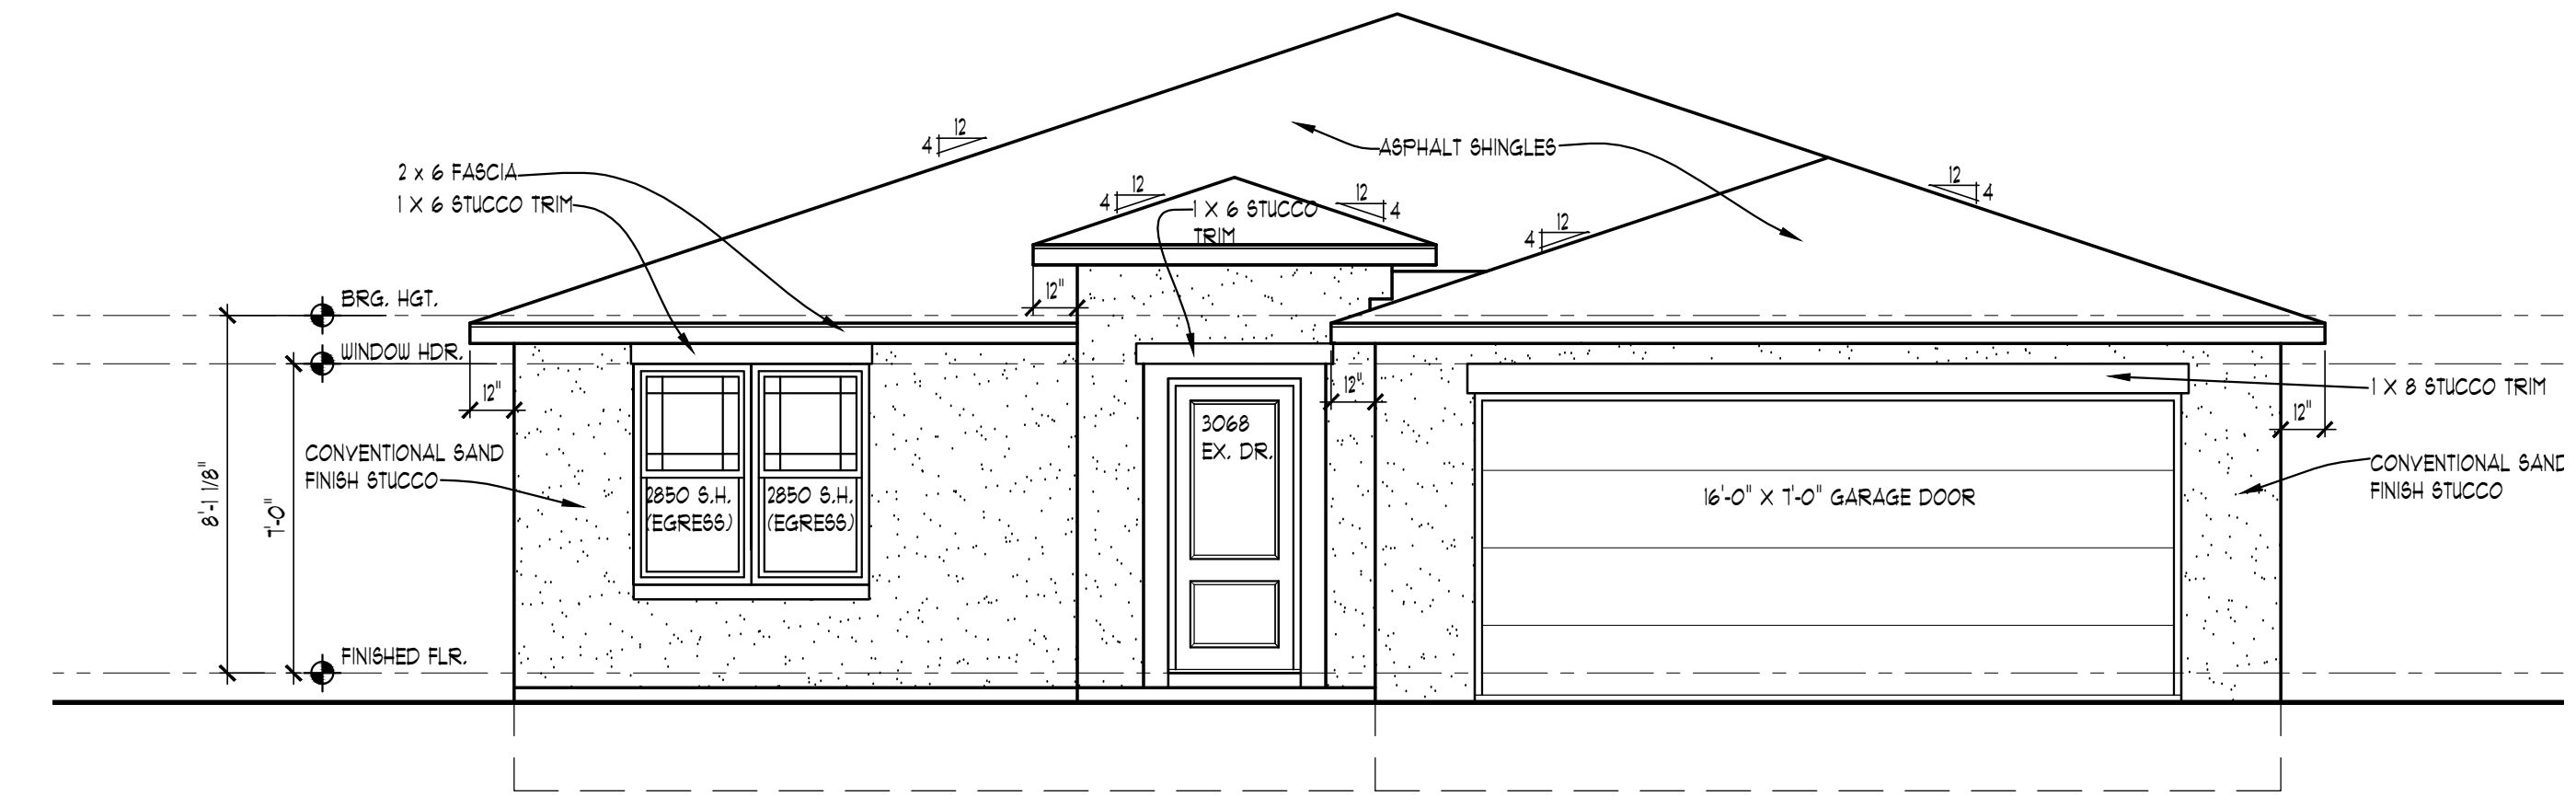 12
4
ASPHALT SHINGLES
2 x 6 FASCIA
1 X 6 STUCCO TRIM
12
4
12
4
1 X 6 STUCCO
TRIM
12
4
12
4
BRG. HGT.
12"
WINDOW HDR.
12"
12"
1 X 8 STUCCO TRIM
12"
3068
EX. DR.
CONVENTIONAL SAND
FINISH STUCCO
CONVENTIONAL SAND
FINISH STUCCO
2850 S.H.
(EGRESS)
2850 S.H.
(EGRESS)
16'-0" X 7'-0" GARAGE DOOR
8'-1 1/8"
7'-0"
FINISHED FLR.